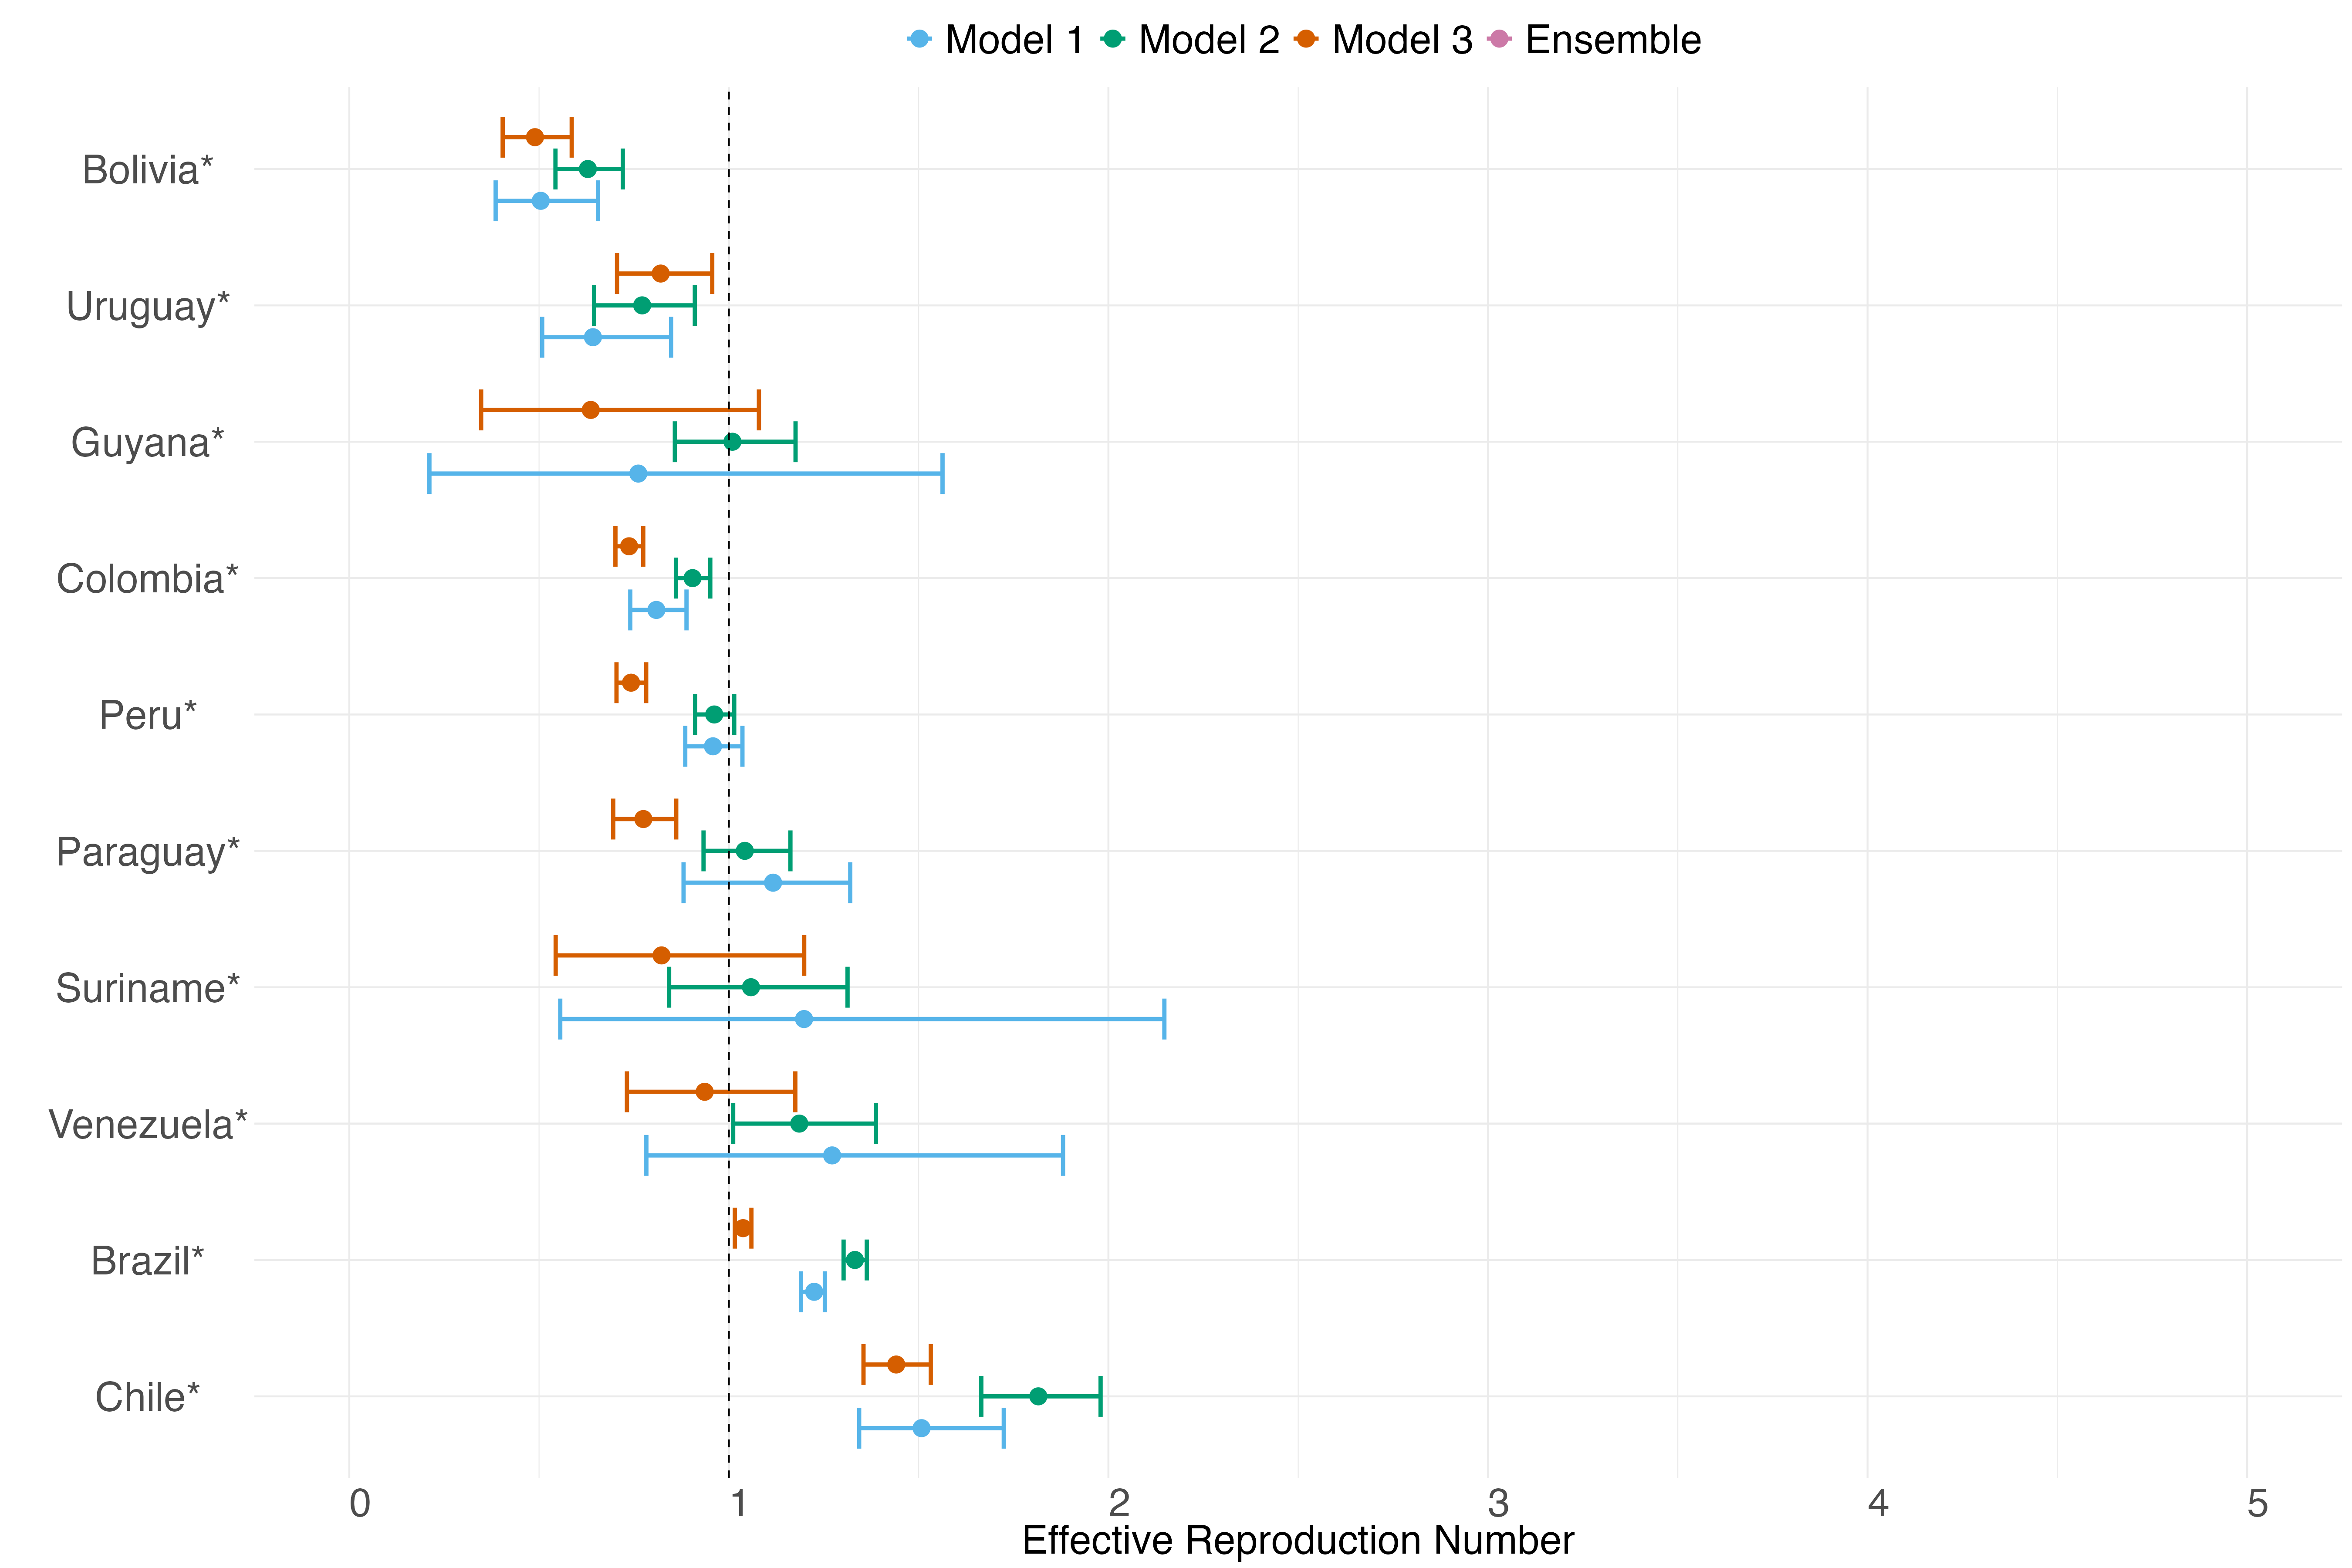 Model 1 Model 2 Model 3 Ensemble
Bolivia*
Uruguay*
Guyana*
Colombia*
Peru*
Paraguay*
Suriname*
Venezuela*
Brazil*
Chile*
0 1 2 3 4 5
Effective Reproduction Number